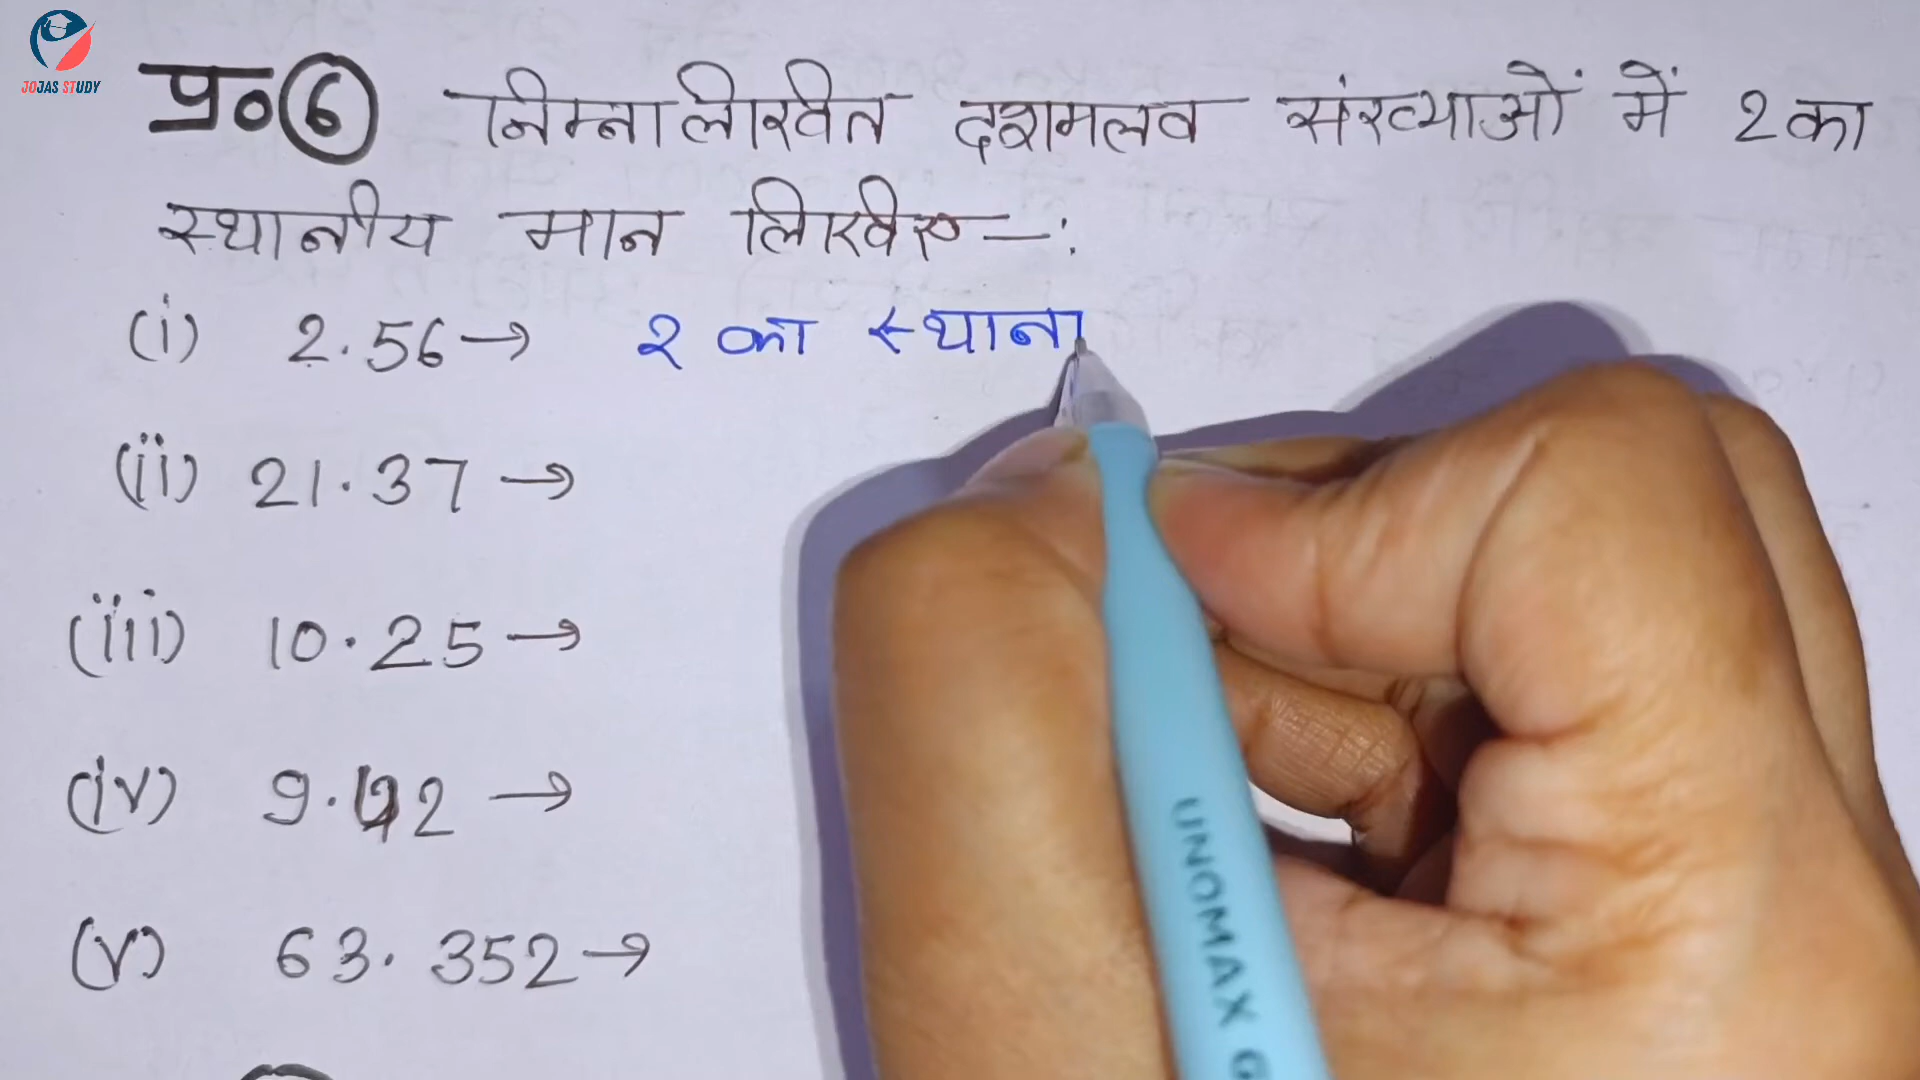 JOJAS STUDY
प्र० 6 निम्नलिखित दशमलव संख्याओं में 2 का
स्थानीय मान लिखिए —:
(i) 2.56 → 2 का स्थान
(ii) 21.37 →
(iii) 10.25 →
(iv) 9.42 →
(v) 63.352 →
UNOMAX G